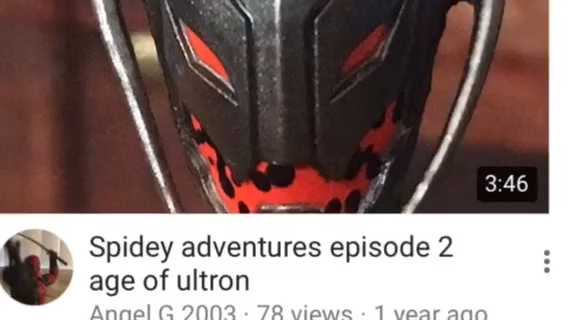 3:46
Spidey adventures episode 2
age of ultron
Angel G 2003 · 78 views · 1 year ago